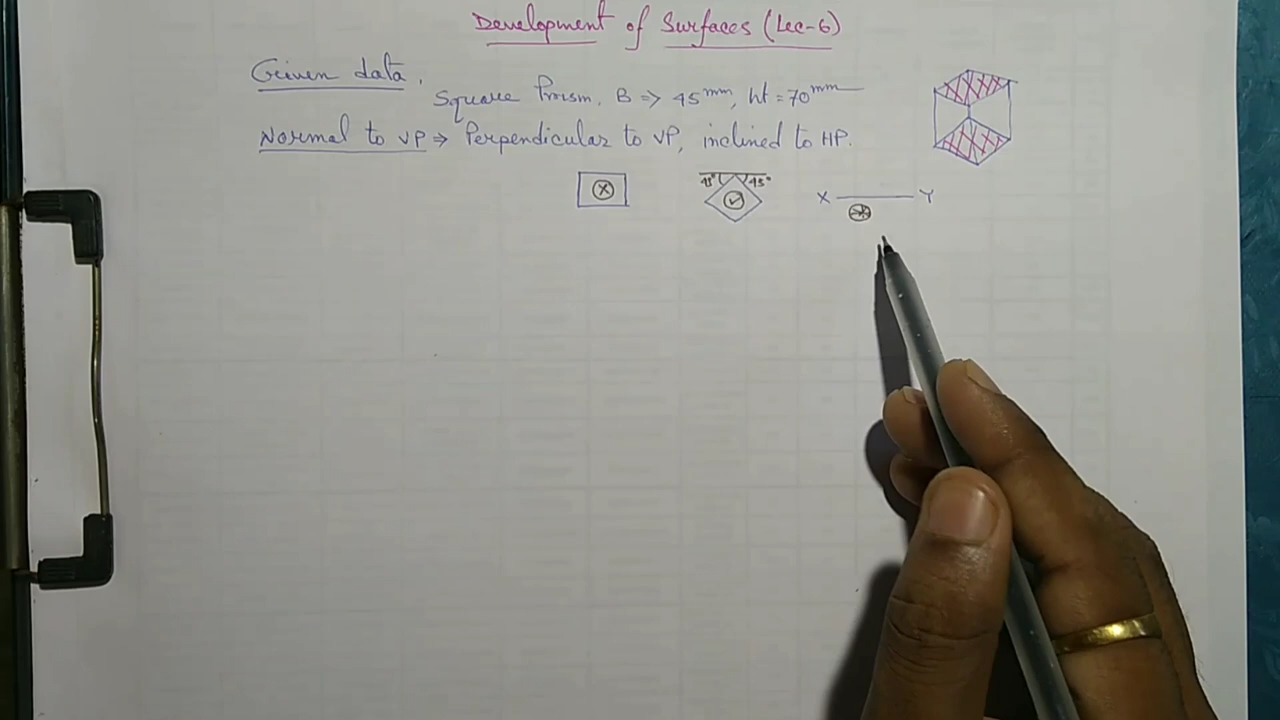 Development of Surfaces (Lec-6)
Given data,
Square Prism, B => 45mm, ht = 70mm
Normal to VP => Perpendicular to VP, inclined to HP.
45° 45°
X Y